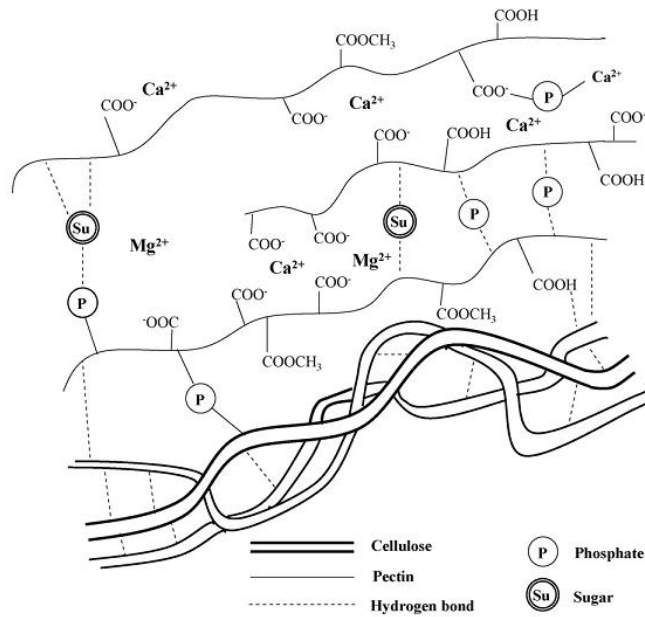 COOH
COOCH₃
Ca²⁺
COO⁻
COO⁻
Ca²⁺
COO⁻
P
Ca²⁺
COO⁻
COO⁻
COOH
Ca²⁺
COO⁻
COOH
Su
Mg²⁺
Su
P
P
COO⁻
COO⁻
Ca²⁺
Mg²⁺
P
⁻OOC
COO⁻
COO⁻
COOH
COOCH₃
COOCH₃
P
Cellulose
P Phosphate
Pectin
Su Sugar
Hydrogen bond